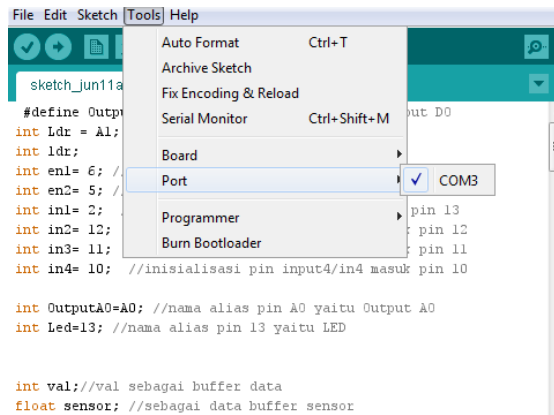 File Edit Sketch Tools Help
Auto Format Ctrl+T
Archive Sketch
Fix Encoding & Reload
Serial Monitor Ctrl+Shift+M
Board
Port
COM3
Programmer
Burn Bootloader
sketch_jun11a
#define Outpu ut D0
int Ldr = A1;
int ldr;
int en1= 6; /
int en2= 5; /
int in1= 2; pin 13
int in2= 12; pin 12
int in3= 11; pin 11
int in4= 10; //inisialisasi pin input4/in4 masuk pin 10
int OutputA0=A0; //nama alias pin A0 yaitu Output A0
int Led=13; //nama alias pin 13 yaitu LED
int val;//val sebagai buffer data
float sensor; //sebagai data buffer sensor